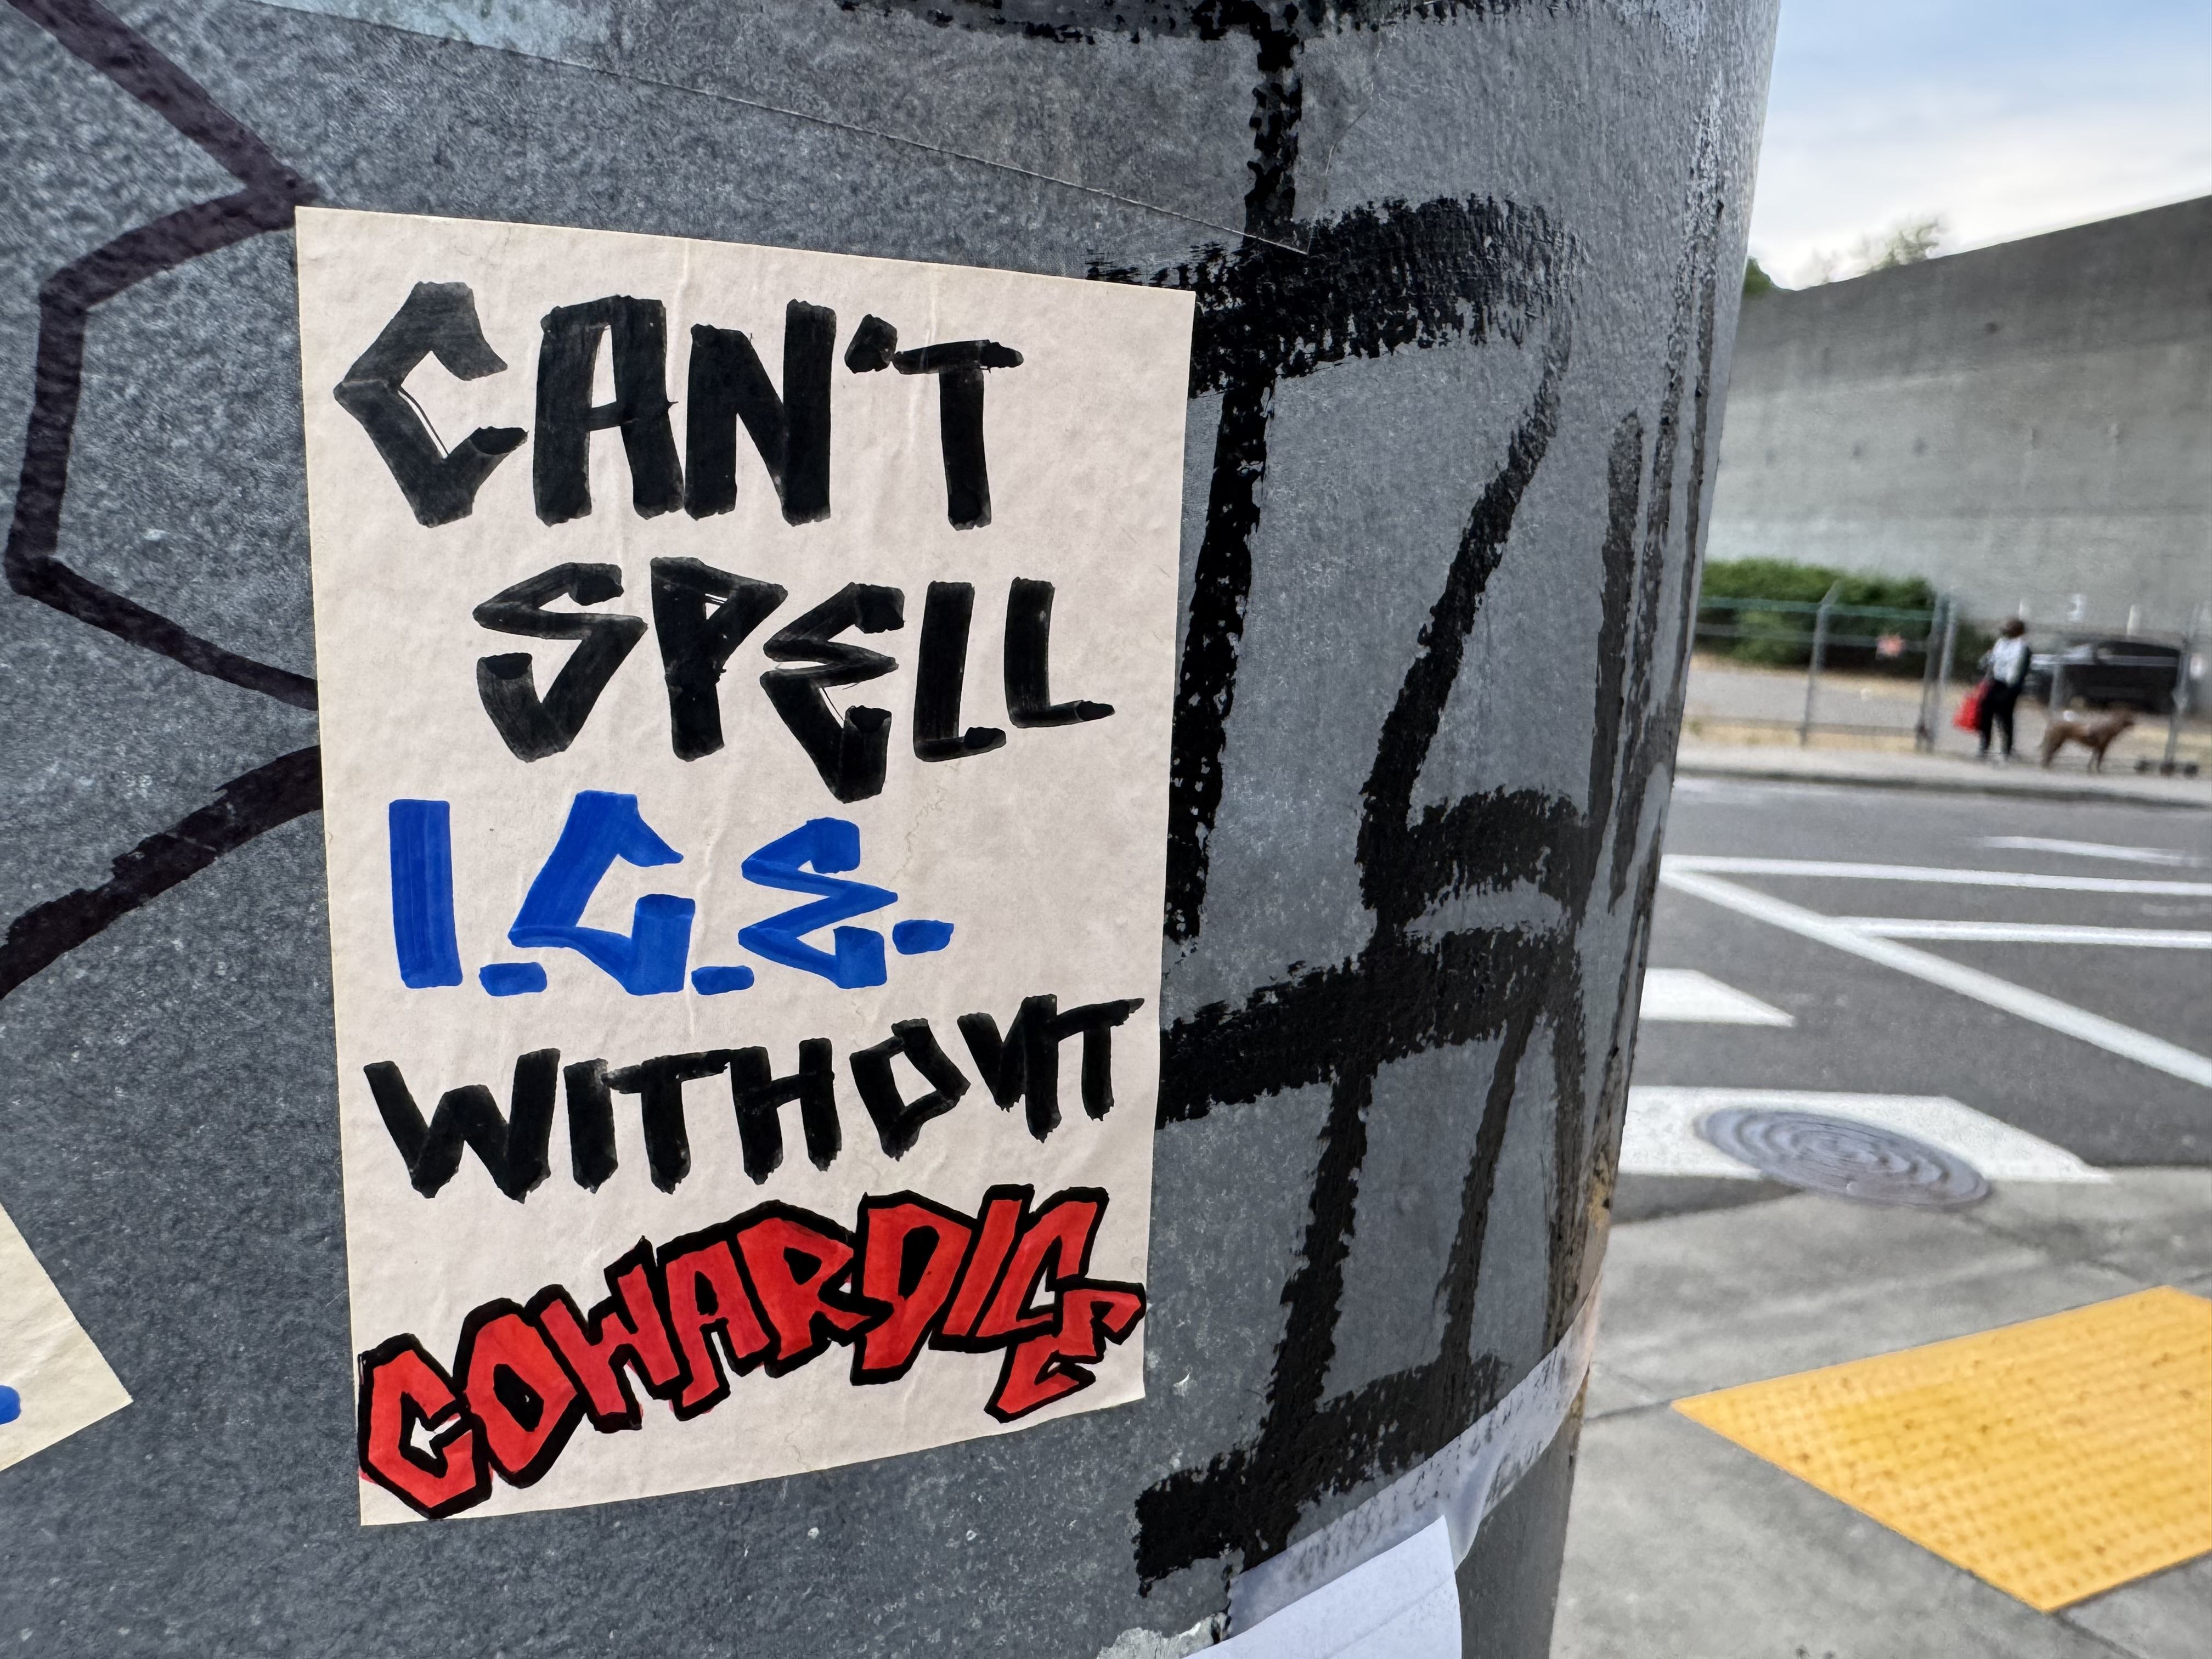 CAN'T
SPELL
I.C.E.
WITHOUT
COWARDICE